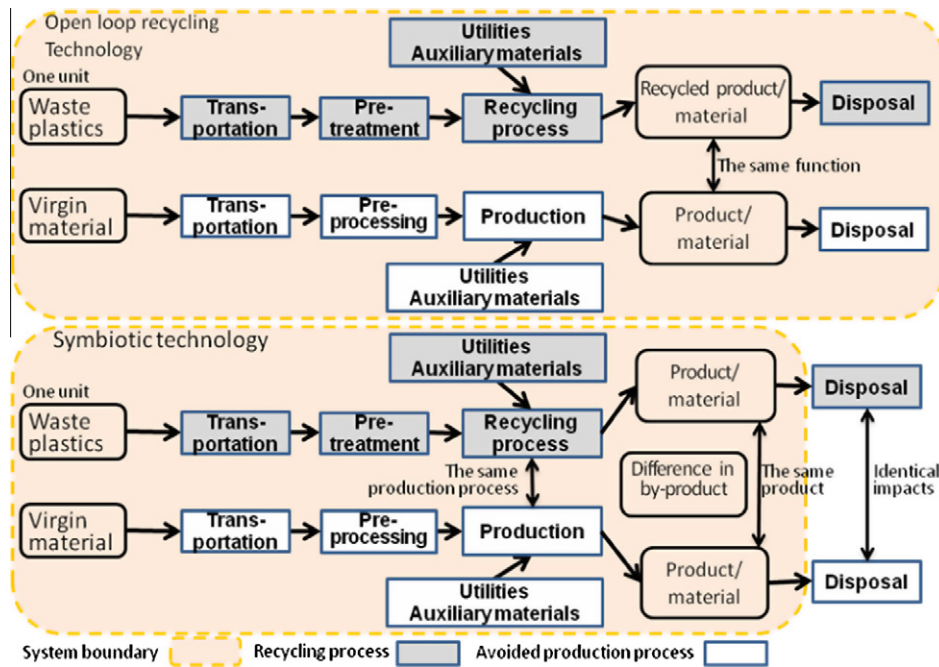 Open loop recycling
Technology
One unit
Waste
plastics
Trans-
portation
Pre-
treatment
Utilities
Auxiliary materials
Recycling
process
Recycled product/
material
Disposal
The same
function
Virgin
material
Trans-
portation
Pre-
processing
Production
Product/
material
Disposal
Utilities
Auxiliary materials
Symbiotic technology
One unit
Waste
plastics
Trans-
portation
Pre-
treatment
Utilities
Auxiliary materials
Recycling
process
Product/
material
Disposal
The same
production process
Difference in
by-product
The same
product
Identical
impacts
Virgin
material
Trans-
portation
Pre-
processing
Production
Product/
material
Disposal
Utilities
Auxiliary materials
System boundary
Recycling process
Avoided production process